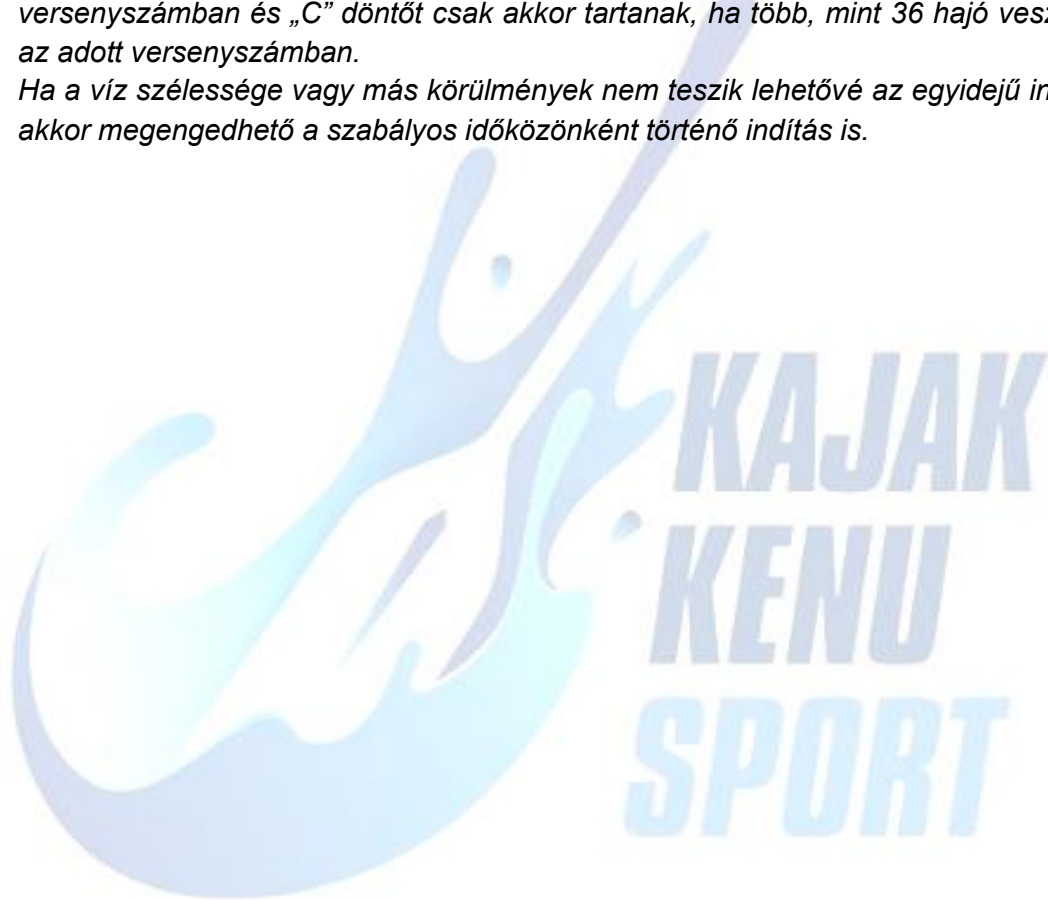 versenyszámban és „C” döntőt csak akkor tartanak, ha több, mint 36 hajó vesz
az adott versenyszámban.
Ha a víz szélessége vagy más körülmények nem teszik lehetővé az egyidejű in
akkor megengedhető a szabályos időközönként történő indítás is.
KAJAK
KENU
SPORT